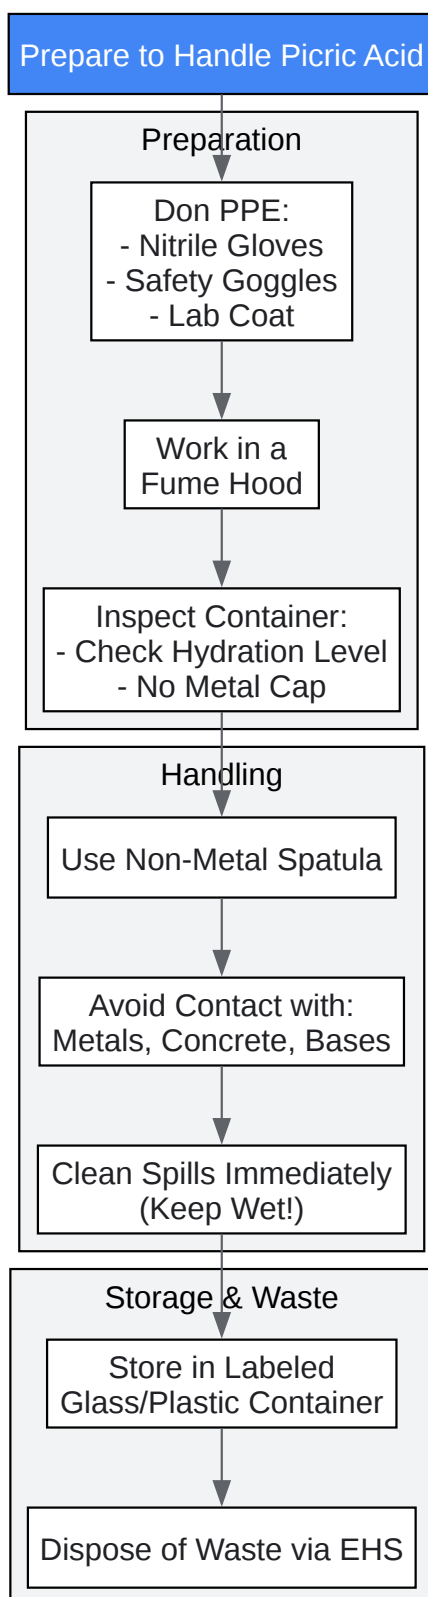 Prepare to Handle Picric Acid
Preparation
Don PPE:
- Nitrile Gloves
- Safety Goggles
- Lab Coat
Work in a
Fume Hood
Inspect Container:
- Check Hydration Level
- No Metal Cap
Handling
Use Non-Metal Spatula
Avoid Contact with:
Metals, Concrete, Bases
Clean Spills Immediately
(Keep Wet!)
Storage & Waste
Store in Labeled
Glass/Plastic Container
Dispose of Waste via EHS